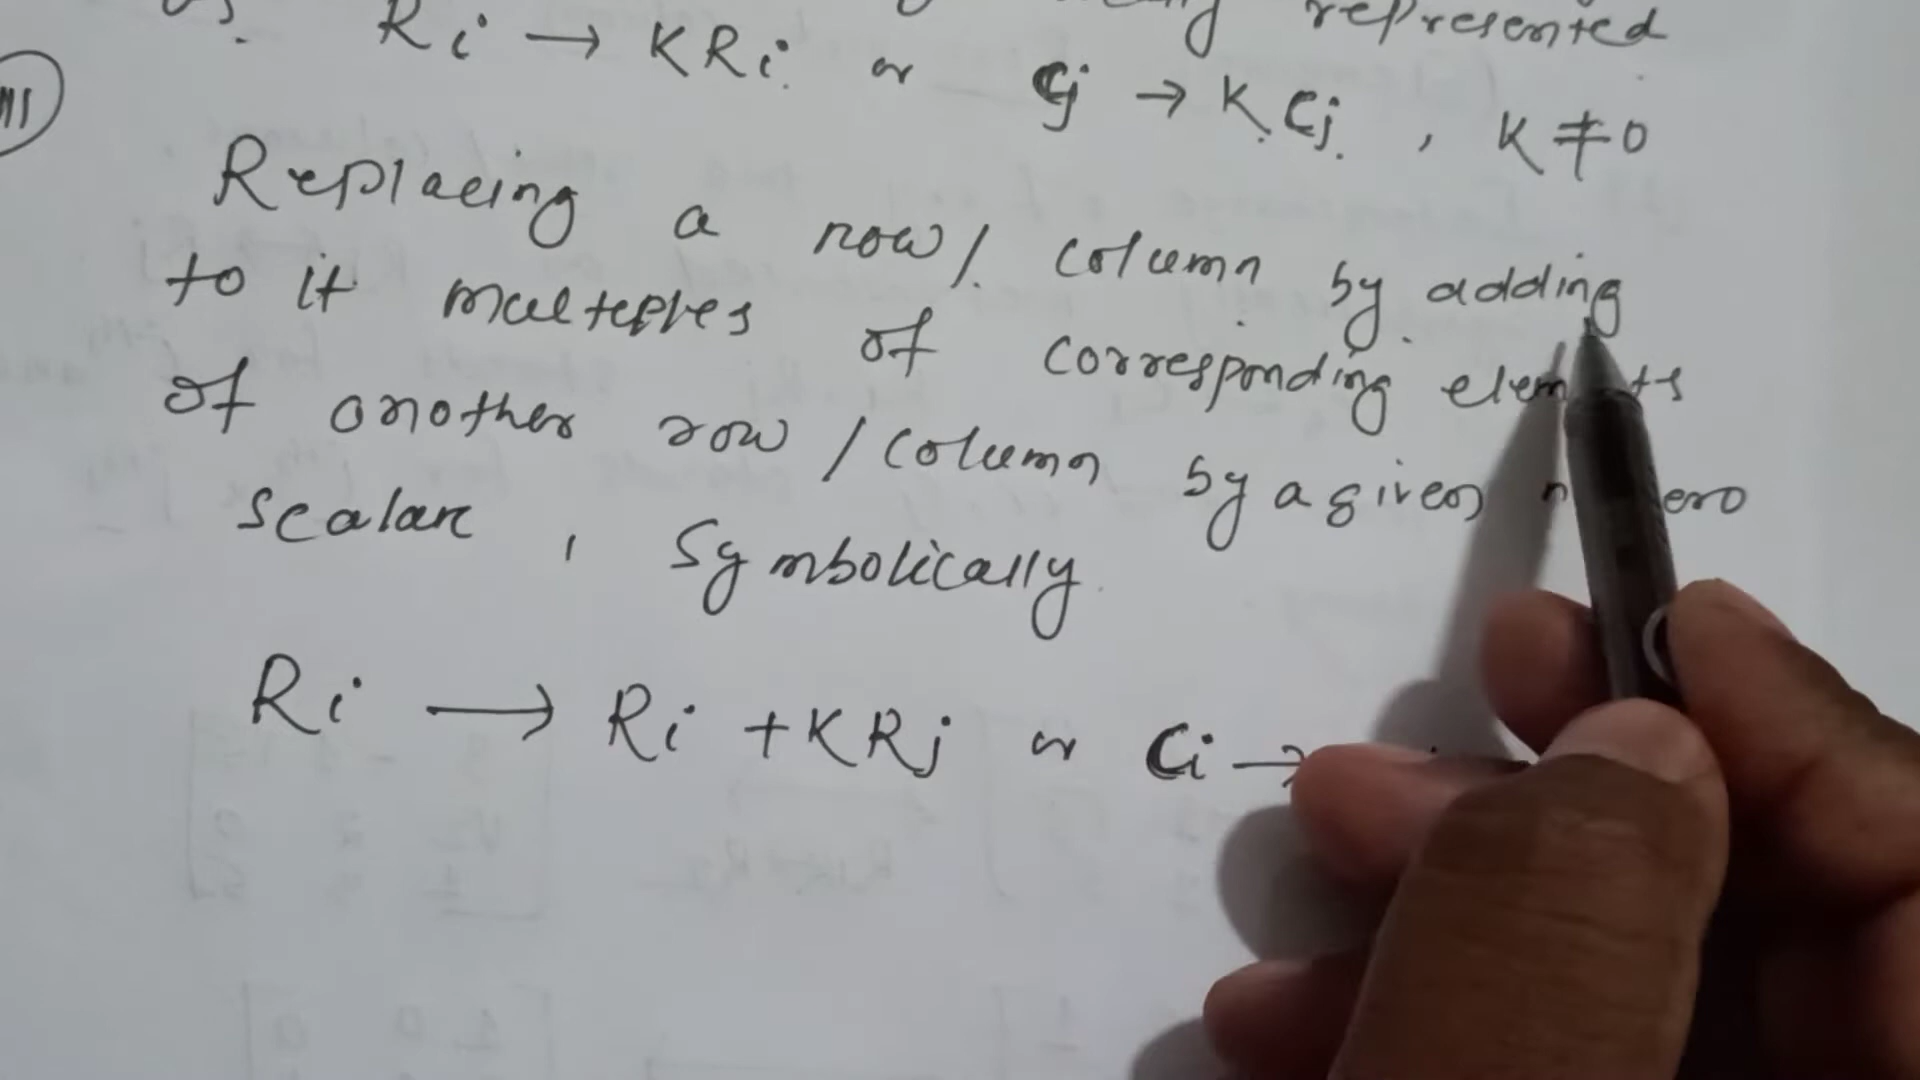 represented
Ri → KRi or Cj → KCj , K ≠ 0
III
Replacing a row/ column by adding
to it multiples of corresponding elements
of another row / column by a given
scalar , Symbolically
Ri → Ri + KRj or Ci →